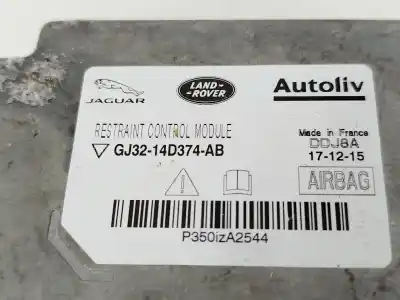 JAGUAR
LAND-
ROVER
Autoliv
RESTRAINT CONTROL MODULE
GJ32-14D374-AB
Made in France
DDJ8A
17-12-15
AIRBAG
P350izA2544